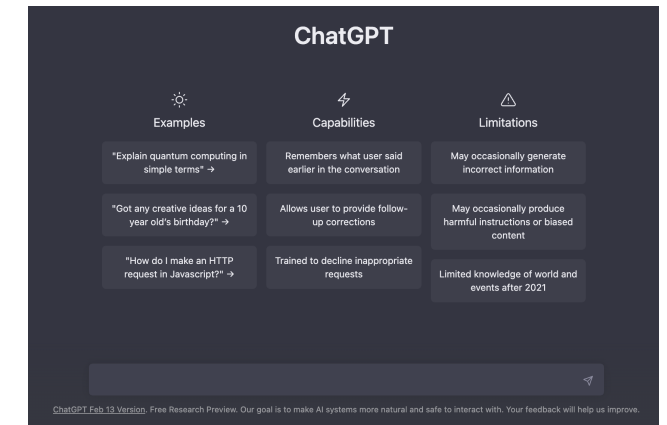 ChatGPT
Examples
"Explain quantum computing in
simple terms" →
"Got any creative ideas for a 10
year old's birthday?" →
"How do I make an HTTP
request in Javascript?" →
Capabilities
Remembers what user said
earlier in the conversation
Allows user to provide follow-
up corrections
Trained to decline inappropriate
requests
Limitations
May occasionally generate
incorrect information
May occasionally produce
harmful instructions or biased
content
Limited knowledge of world and
events after 2021
ChatGPT Feb 13 Version. Free Research Preview. Our goal is to make AI systems more natural and safe to interact with. Your feedback will help us improve.